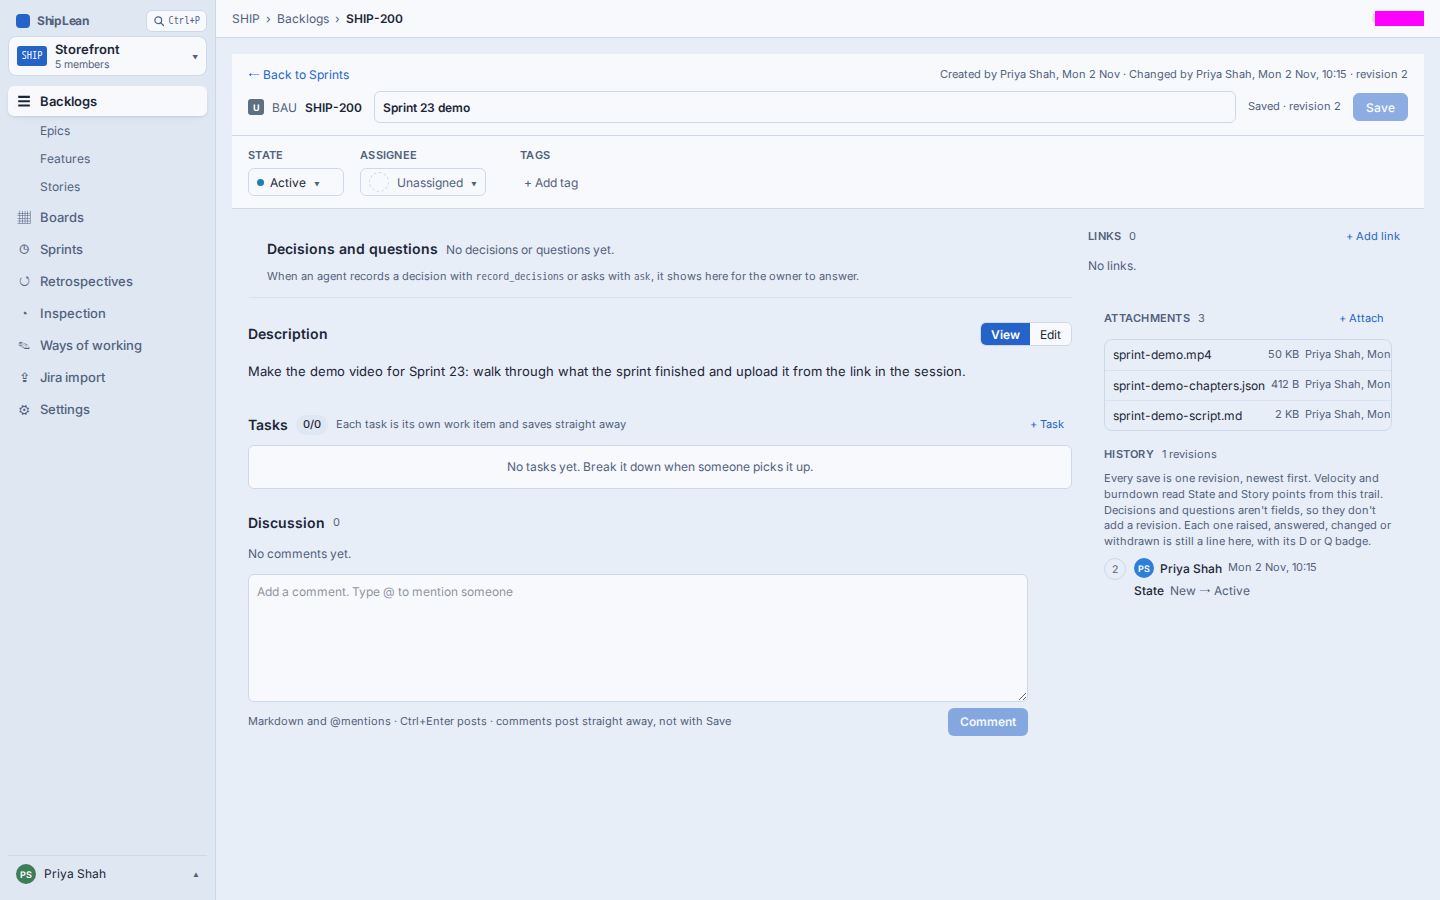 ShipLean
Ctrl+P
SHIP
Storefront
5 members
Backlogs
Epics
Features
Stories
Boards
Sprints
Retrospectives
Inspection
Ways of working
Jira import
Settings
PS Priya Shah
SHIP › Backlogs › SHIP-200
← Back to Sprints
Created by Priya Shah, Mon 2 Nov · Changed by Priya Shah, Mon 2 Nov, 10:15 · revision 2
U BAU SHIP-200 Sprint 23 demo
Saved · revision 2
Save
STATE
Active
ASSIGNEE
Unassigned
TAGS
+ Add tag
Decisions and questions No decisions or questions yet.
When an agent records a decision with record_decisions or asks with ask, it shows here for the owner to answer.
Description
View Edit
Make the demo video for Sprint 23: walk through what the sprint finished and upload it from the link in the session.
Tasks 0/0 Each task is its own work item and saves straight away
+ Task
No tasks yet. Break it down when someone picks it up.
Discussion 0
No comments yet.
Add a comment. Type @ to mention someone
Markdown and @mentions · Ctrl+Enter posts · comments post straight away, not with Save
Comment
LINKS 0
+ Add link
No links.
ATTACHMENTS 3
+ Attach
sprint-demo.mp4 50 KB Priya Shah, Mon
sprint-demo-chapters.json 412 B Priya Shah, Mon
sprint-demo-script.md 2 KB Priya Shah, Mon
HISTORY 1 revisions
Every save is one revision, newest first. Velocity and
burndown read State and Story points from this trail.
Decisions and questions aren't fields, so they don't
add a revision. Each one raised, answered, changed or
withdrawn is still a line here, with its D or Q badge.
2 PS Priya Shah Mon 2 Nov, 10:15
State New → Active